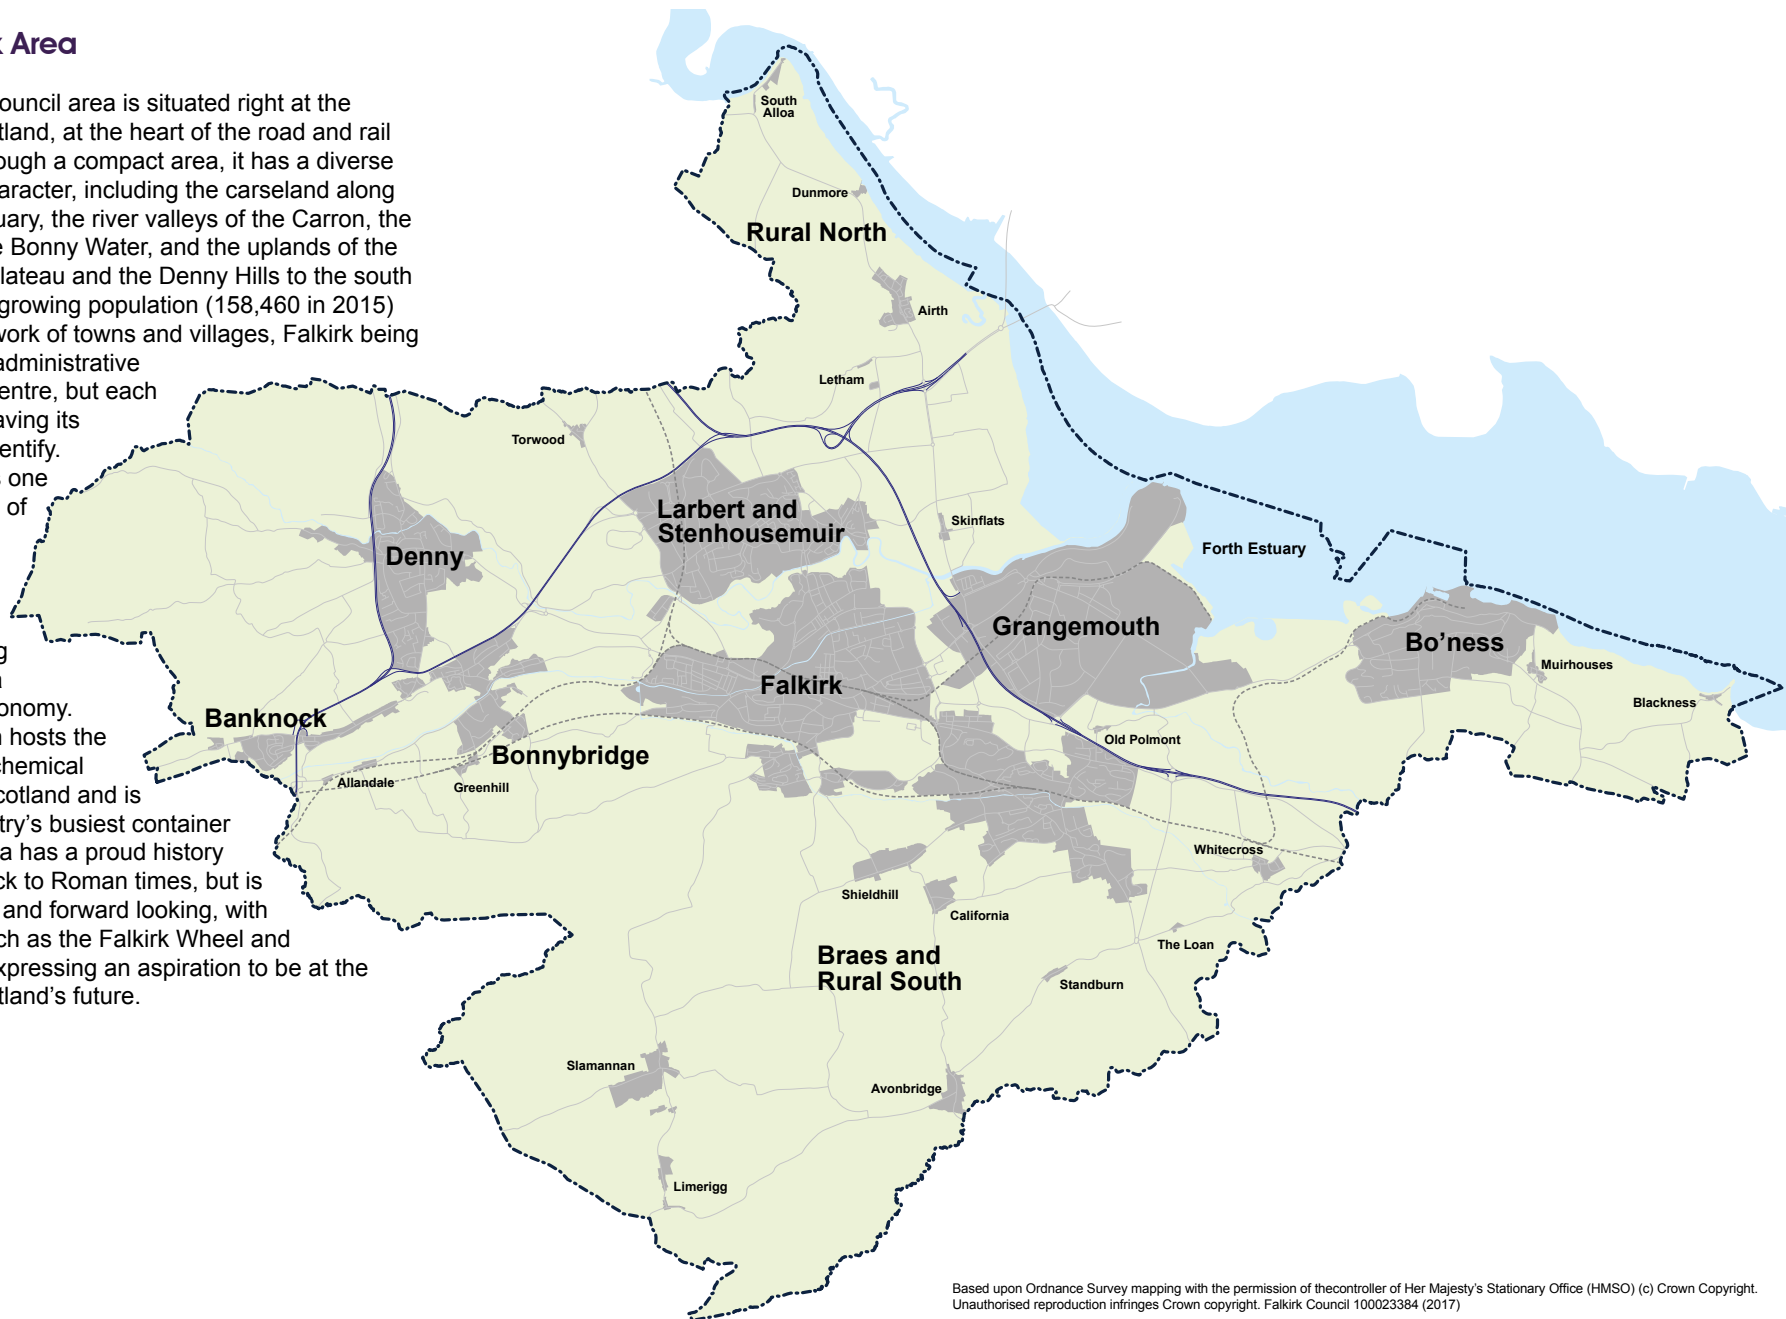 Area
ouncil area is situated right at the
tland, at the heart of the road and rail
ough a compact area, it has a diverse
aracter, including the carseland along
uary, the river valleys of the Carron, the
Bonny Water, and the uplands of the
lateau and the Denny Hills to the south
growing population (158,460 in 2015)
work of towns and villages, Falkirk being
administrative
entre, but each
aving its
entify.
one
of
g
a
onomy.
hosts the
chemical
cotland and is
try's busiest container
a has a proud history
ck to Roman times, but is
and forward looking, with
ch as the Falkirk Wheel and
expressing an aspiration to be at the
tland's future.
South
Alloa
Dunmore
Rural North
Airth
Letham
Torwood
Larbert and
Stenhousemuir
Skinflats
Denny
Forth Estuary
Grangemouth
Bo'ness
Muirhouses
Blackness
Falkirk
Banknock
Old Polmont
Bonnybridge
Allandale
Greenhill
Whitecross
Shieldhill
California
The Loan
Braes and
Rural South
Standburn
Slamannan
Avonbridge
Limerigg
Based upon Ordnance Survey mapping with the permission of thecontroller of Her Majesty's Stationary Office (HMSO) (c) Crown Copyright.
Unauthorised reproduction infringes Crown copyright. Falkirk Council 100023384 (2017)